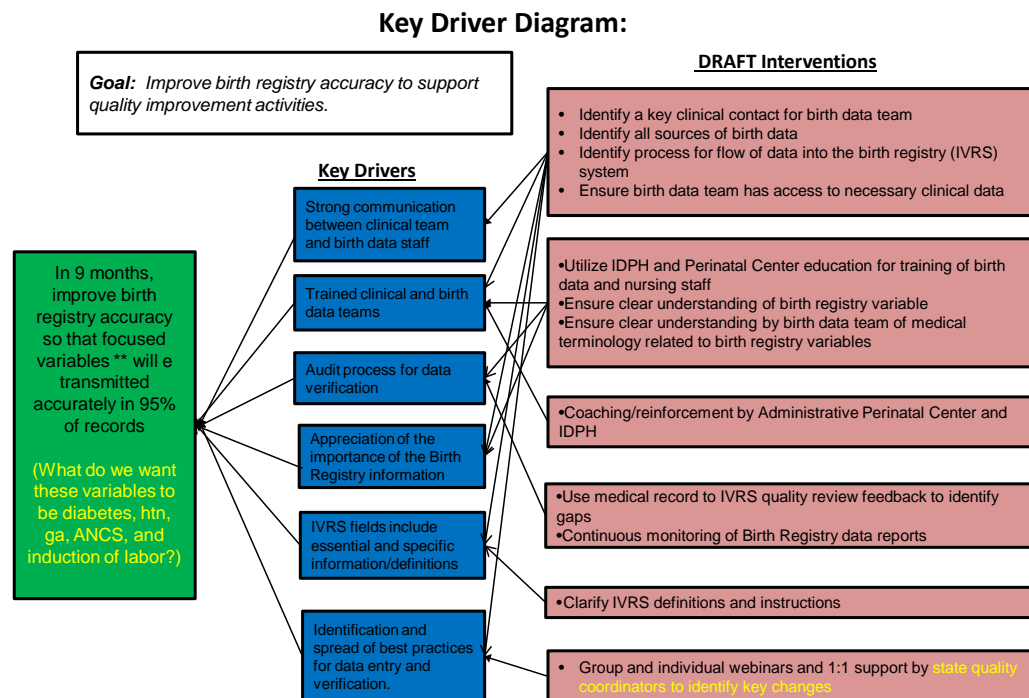 Key Driver Diagram:
Goal: Improve birth registry accuracy to support
quality improvement activities.
DRAFT Interventions
Key Drivers
In 9 months,
improve birth
registry accuracy
so that focused
variables ** will e
transmitted
accurately in 95%
of records
(What do we want
these variables to
be diabetes, htn,
ga, ANCS, and
induction of labor?)
Strong communication
between clinical team
and birth data staff
Trained clinical and birth
data teams
Audit process for data
verification
Appreciation of the
importance of the Birth
Registry information
IVRS fields include
essential and specific
information/definitions
Identification and
spread of best practices
for data entry and
verification.
• Identify a key clinical contact for birth data team
• Identify all sources of birth data
• Identify process for flow of data into the birth registry (IVRS)
system
• Ensure birth data team has access to necessary clinical data
•Utilize IDPH and Perinatal Center education for training of birth
data and nursing staff
•Ensure clear understanding of birth registry variable
•Ensure clear understanding by birth data team of medical
terminology related to birth registry variables
•Coaching/reinforcement by Administrative Perinatal Center and
IDPH
•Use medical record to IVRS quality review feedback to identify
gaps
•Continuous monitoring of Birth Registry data reports
•Clarify IVRS definitions and instructions
• Group and individual webinars and 1:1 support by state quality
coordinators to identify key changes